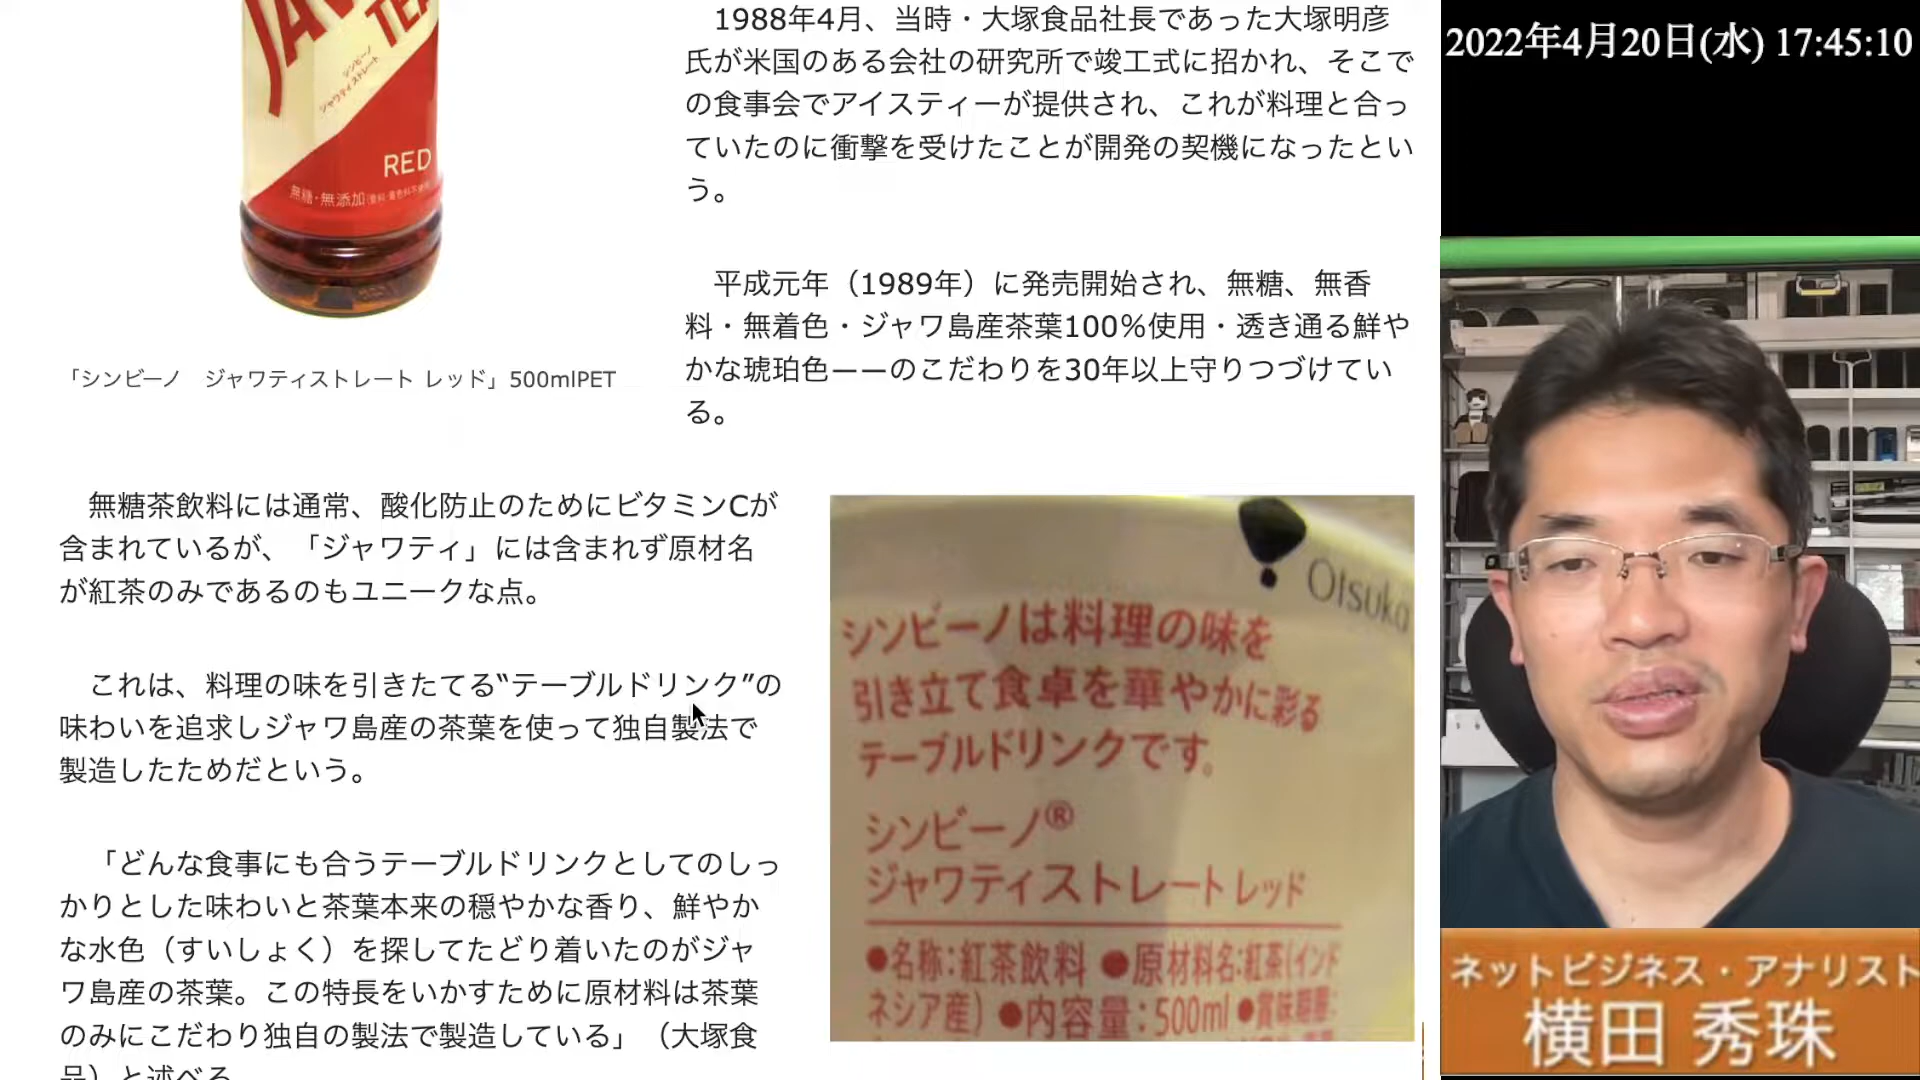 JAV
TEA
シンビーノ
ジャワティストレート
RED
無糖・無添加
「シンビーノ　ジャワティストレート レッド」500mlPET
1988年4月、当時・大塚食品社長であった大塚明彦
氏が米国のある会社の研究所で竣工式に招かれ、そこで
の食事会でアイスティーが提供され、これが料理と合っ
ていたのに衝撃を受けたことが開発の契機になったとい
う。
平成元年（1989年）に発売開始され、無糖、無香
料・無着色・ジャワ島産茶葉100％使用・透き通る鮮や
かな琥珀色——のこだわりを30年以上守りつづけてい
る。
無糖茶飲料には通常、酸化防止のためにビタミンCが
含まれているが、「ジャワティ」には含まれず原材名
が紅茶のみであるのもユニークな点。
これは、料理の味を引きたてる“テーブルドリンク”の
味わいを追求しジャワ島産の茶葉を使って独自製法で
製造したためだという。
「どんな食事にも合うテーブルドリンクとしてのしっ
かりとした味わいと茶葉本来の穏やかな香り、鮮やか
な水色（すいしょく）を探してたどり着いたのがジャ
ワ島産の茶葉。この特長をいかすために原材料は茶葉
のみにこだわり独自の製法で製造している」（大塚食
品）と述べる
Otsuka
シンビーノは料理の味を
引き立て食卓を華やかに彩る
テーブルドリンクです。
シンビーノ®
ジャワティストレート レッド
●名称:紅茶飲料 ●原材料名:紅茶(インド
ネシア産) ●内容量:500ml ●賞味期限:
2022年4月20日(水) 17:45:10
ネットビジネス・アナリスト
横田 秀珠